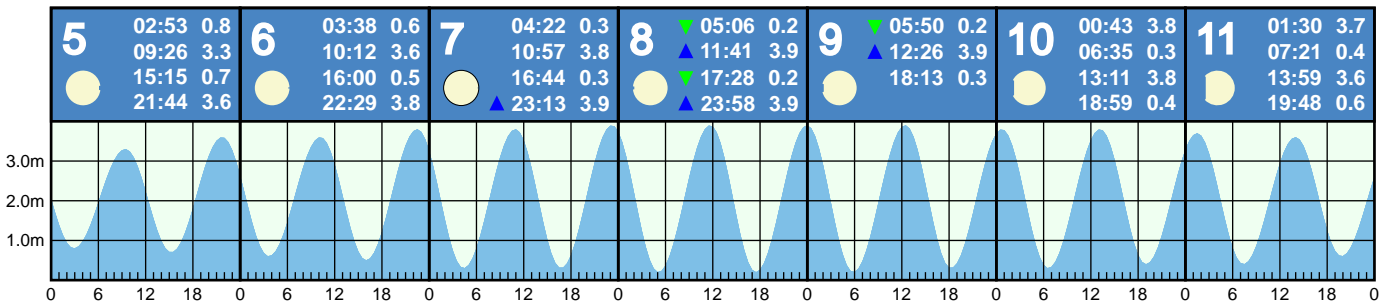 5
02:53 0.8
09:26 3.3
15:15 0.7
21:44 3.6
6
03:38 0.6
10:12 3.6
16:00 0.5
22:29 3.8
7
04:22 0.3
10:57 3.8
16:44 0.3
▲ 23:13 3.9
8
▼ 05:06 0.2
▲ 11:41 3.9
▼ 17:28 0.2
▲ 23:58 3.9
9
▼ 05:50 0.2
▲ 12:26 3.9
18:13 0.3
10
00:43 3.8
06:35 0.3
13:11 3.8
18:59 0.4
11
01:30 3.7
07:21 0.4
13:59 3.6
19:48 0.6
3.0m
2.0m
1.0m
0 6 12 18 0 6 12 18 0 6 12 18 0 6 12 18 0 6 12 18 0 6 12 18 0 6 12 18 0